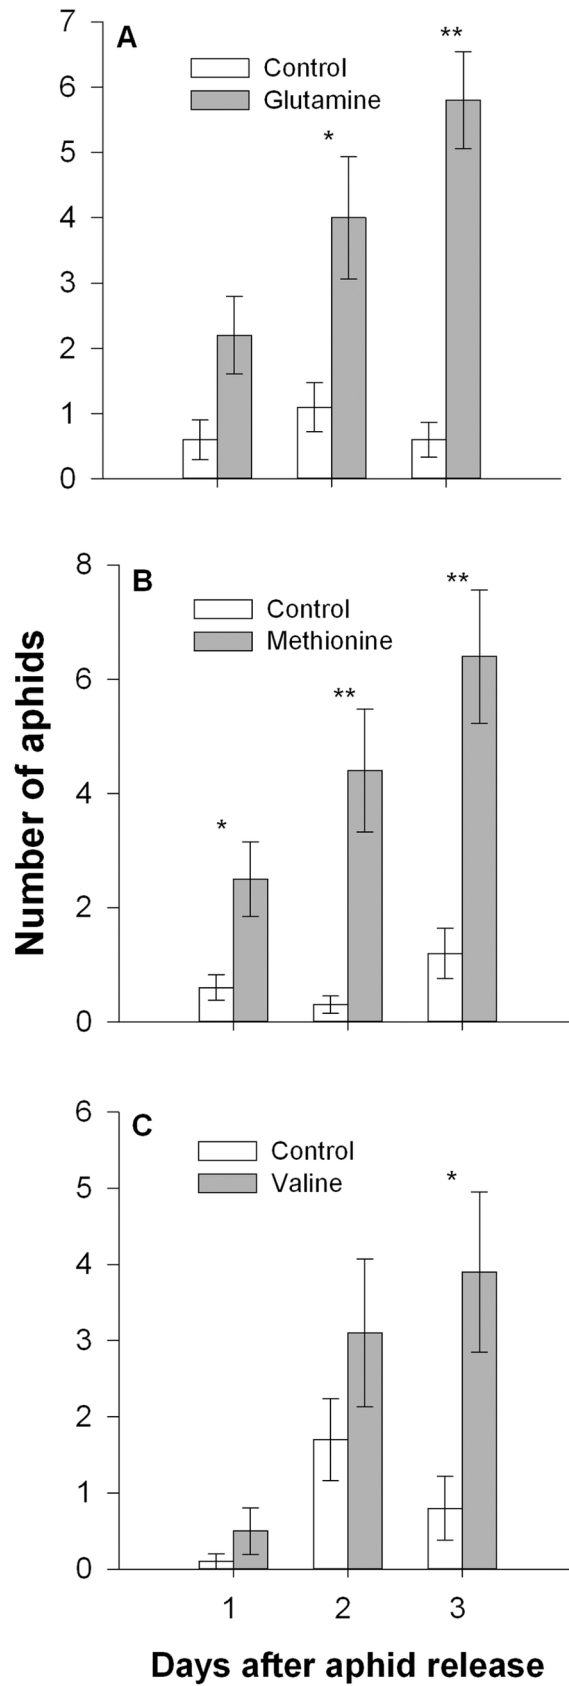 7
A
**
Control
6
Glutamine
*
5
4
3
2
1
0
8
B
**
Control
Methionine
6
**
4
*
2
0
Number of aphids
6
C
Control
5
*
Valine
4
3
2
1
0
1 2 3
Days after aphid release